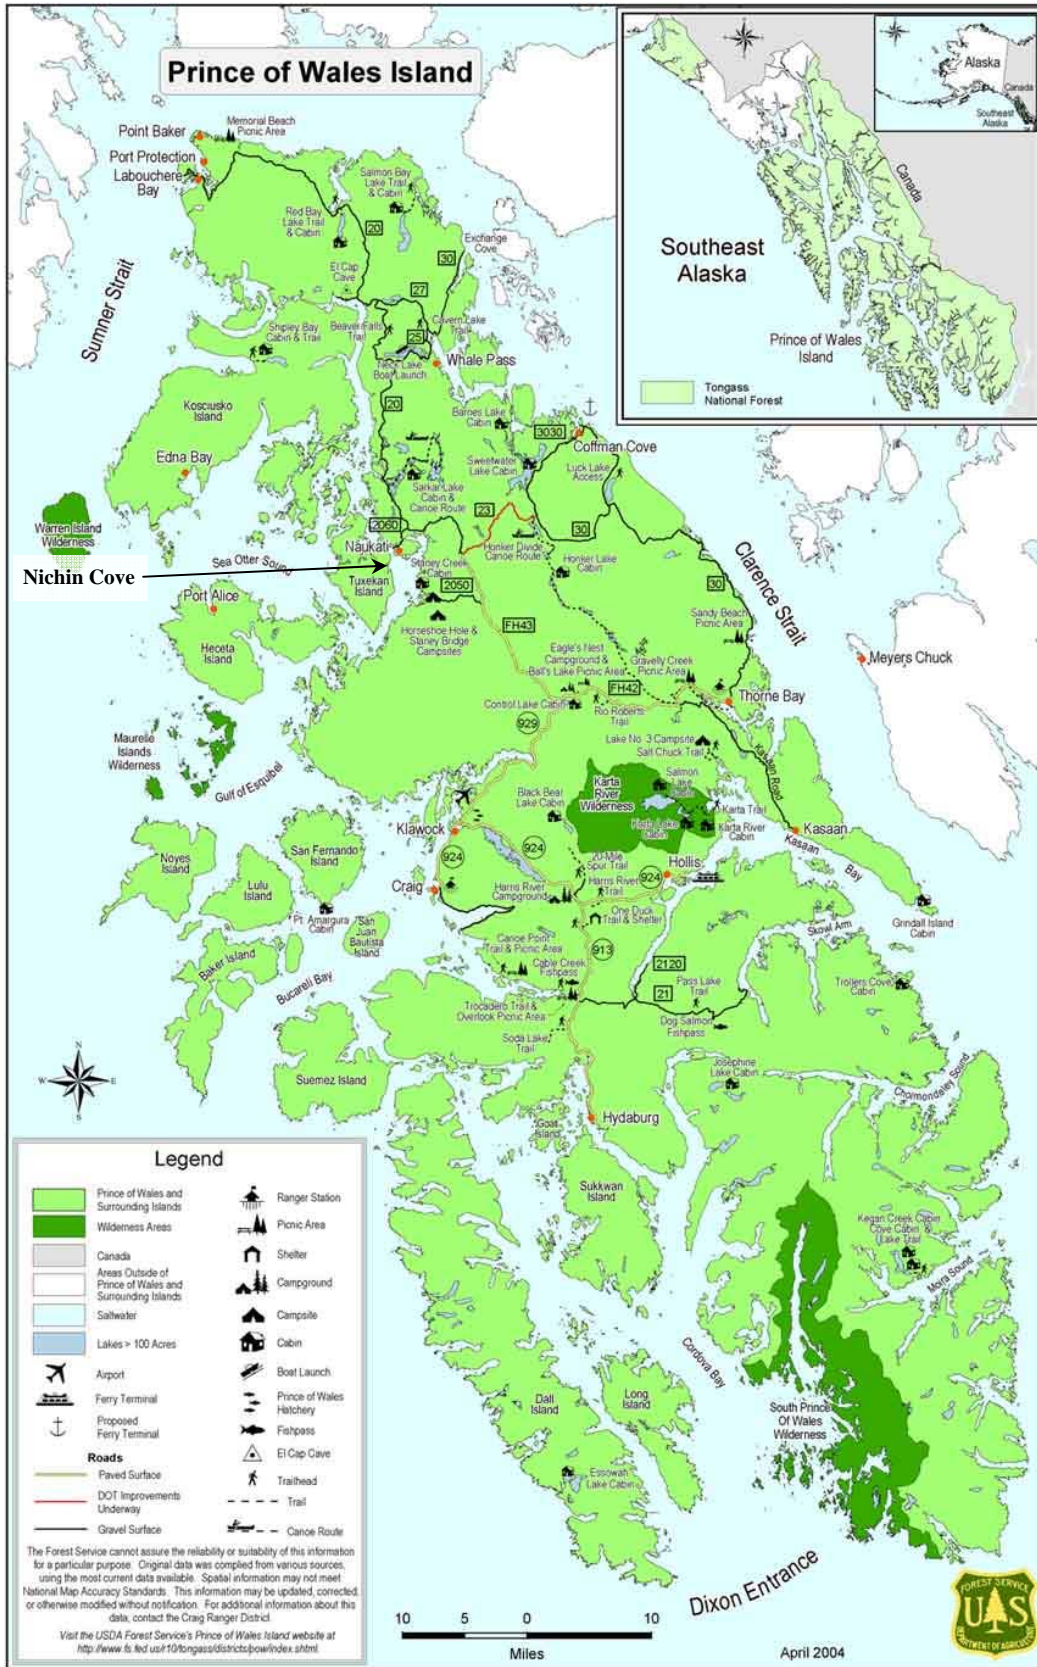 Prince of Wales Island
Alaska
Canada
Southeast
Alaska
Canada
Southeast
Alaska
Prince of Wales
Island
Tongass
National Forest
Point Baker
Memorial Beach
Picnic Area
Port Protection
Labouchere
Bay
Salmon Bay
Lake Trail
& Cabin
Red Bay
Lake Trail
& Cabin
20
Exchange
Cove
30
El Cap
Cave
27
Sumner Strait
Shipley Bay
Cabin & Trail
Beaver Falls
Trail
Cavern Lake
Trail
25
Neck Lake
Boat Launch
Whale Pass
Kosciusko
Island
20
Barnes Lake
Cabin
3030
Coffman Cove
Edna Bay
Sweetwater
Lake Cabin
Luck Lake
Access
Sarkar Lake
Cabin &
Canoe Route
Warren Island
Wilderness
23
2060
30
Naukati
Honker Divide
Canoe Route
Honker Lake
Cabin
Clarence Strait
Nichin Cove
Sea Otter Sound
Staney Creek
Cabin
Tuxekan
Island
2050
30
Port Alice
Sandy Beach
Picnic Area
Heceta
Island
Horseshoe Hole &
Staney Bridge
Campsites
FH43
Eagle's Nest
Campground &
Ball's Lake Picnic Area
Gravelly Creek
Picnic Area
Meyers Chuck
FH42
Thorne Bay
Control Lake Cabin
Rio Roberts
Trail
929
Maurelle
Islands
Wilderness
Gulf of Esquibel
Lake No. 3 Campsite
Salt Chuck Trail
Kasaan Road
Karta
River
Wilderness
Salmon
Lake
Cabin
Black Bear
Lake Cabin
Karta Trail
Karta Lake
Cabin
Karta River
Cabin
Kasaan
Kasaan
Bay
Klawock
924
924
San Fernando
Island
Noyes
Island
Lulu
Island
Craig
20-Mile
Spur Trail
Hollis
924
Harris River
Trail
Harris River
Campground
Grindall Island
Cabin
Pt. Amargura
Cabin
San
Juan
Bautista
Island
One Duck
Trail & Shelter
Skowl Arm
Baker Island
Canoe Point
Trail & Picnic Area
913
Cable Creek
Fishpass
2120
Bucareli Bay
Pass Lake
Trail
21
Trollers Cove
Cabin
Trocadero Trail &
Overlook Picnic Area
Dog Salmon
Fishpass
Soda Lake
Trail
N
W
E
S
Suemez Island
Josephine
Lake Cabin
Cholmondeley Sound
Hydaburg
Goat
Island
Sukkwan
Island
Kegan Creek Cabin
Cove Cabin &
Lake Trail
Moira Sound
Cordova Bay
Dall
Island
Long
Island
South Prince
Of Wales
Wilderness
Essowah
Lake Cabin
Dixon Entrance
Legend
Prince of Wales and
Surrounding Islands
Wilderness Areas
Canada
Areas Outside of
Prince of Wales and
Surrounding Islands
Saltwater
Lakes > 100 Acres
Airport
Ferry Terminal
Proposed
Ferry Terminal
Roads
Paved Surface
DOT Improvements
Underway
Gravel Surface
Ranger Station
Picnic Area
Shelter
Campground
Campsite
Cabin
Boat Launch
Prince of Wales
Hatchery
Fishpass
El Cap Cave
Trailhead
Trail
Canoe Route
The Forest Service cannot assure the reliability or suitability of this information
for a particular purpose. Original data was complied from various sources,
using the most current data available. Spatial information may not meet
National Map Accuracy Standards. This information may be updated, corrected,
or otherwise modified without notification. For additional information about this
data, contact the Craig Ranger District.
Visit the USDA Forest Service's Prince of Wales Island website at
http://www.fs.fed.us/r10/tongass/districts/pow/index.shtml.
10 5 0 10
Miles
April 2004
FOREST SERVICE
U S
DEPARTMENT OF AGRICULTURE